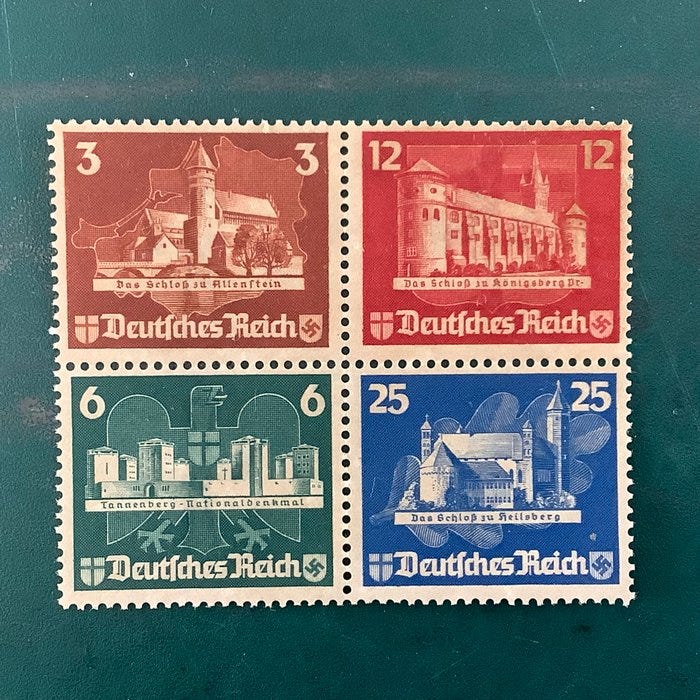 3 3
Das Schloß zu Allenstein
Deutsches Reich
12 12
Das Schloß zu Königsberg Pr.
Deutsches Reich
6 6
Tannenberg-Nationaldenkmal
Deutsches Reich
25 25
Das Schloß zu Heilsberg
Deutsches Reich